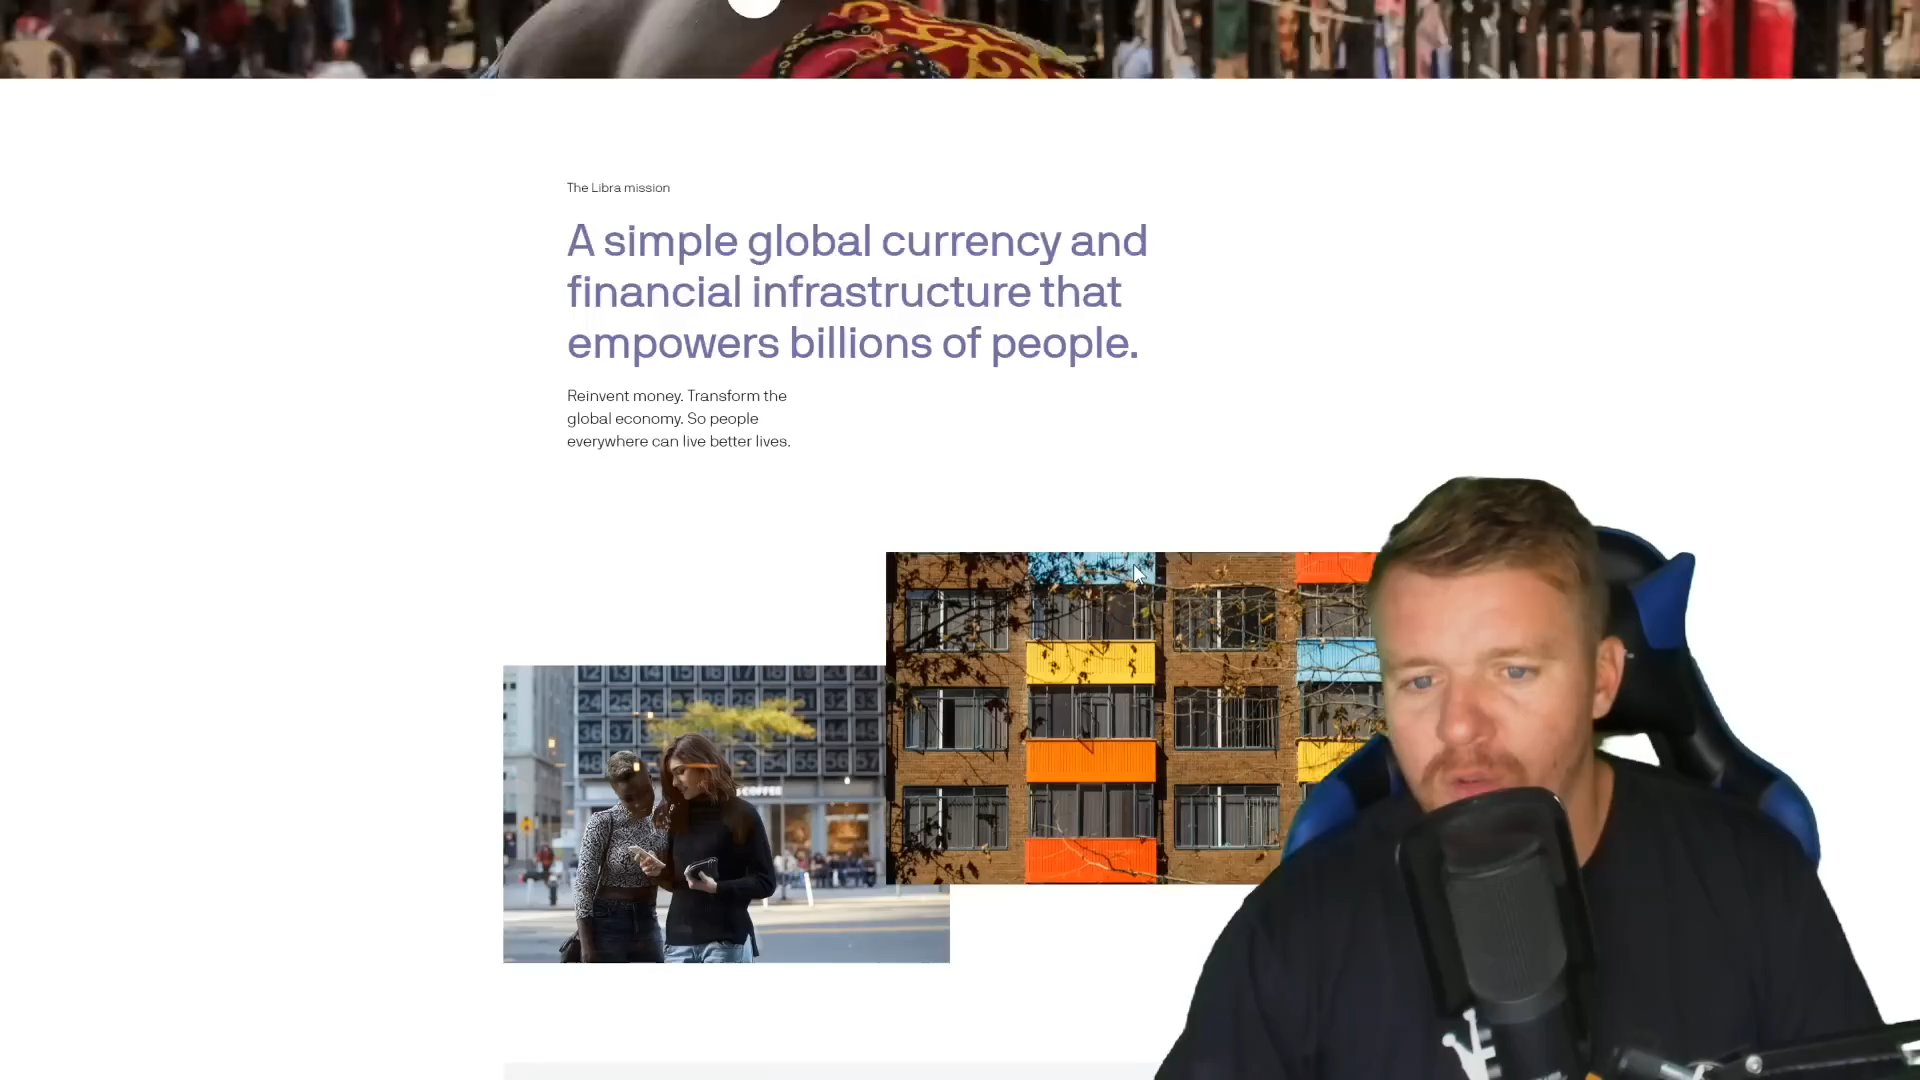 The Libra mission
A simple global currency and
financial infrastructure that
empowers billions of people.
Reinvent money. Transform the
global economy. So people
everywhere can live better lives.
COFFEE